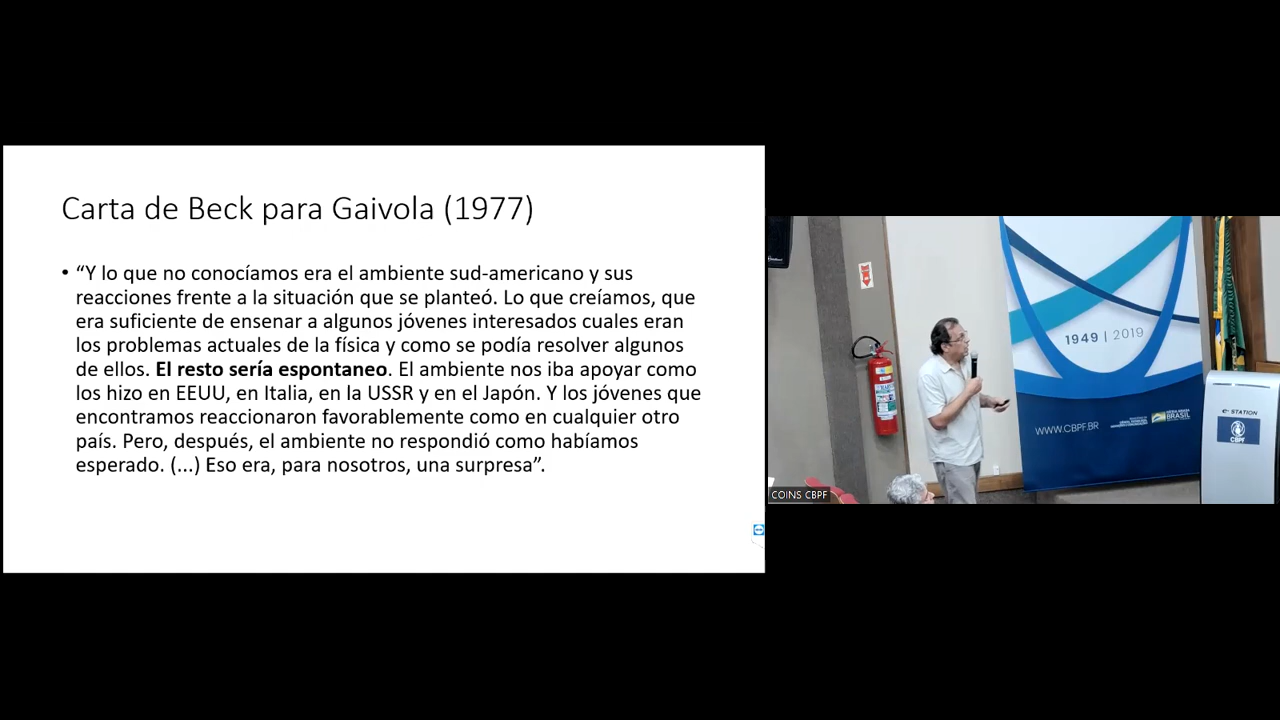 Carta de Beck para Gaivola (1977)
• “Y lo que no conocíamos era el ambiente sud-americano y sus
reacciones frente a la situación que se planteó. Lo que creíamos, que
era suficiente de ensenar a algunos jóvenes interesados cuales eran
los problemas actuales de la física y como se podía resolver algunos
de ellos. El resto sería espontaneo. El ambiente nos iba apoyar como
los hizo en EEUU, en Italia, en la USSR y en el Japón. Y los jóvenes que
encontrams reaccionaron favorablemente como en cualquier otro
país. Pero, después, el ambiente no respondió como habíamos
esperado. (...) Eso era, para nosotros, una surpresa”.
1949 | 2019
WWW.CBPF.BR
BRASIL
STATION
CBPF
COINS CBPF